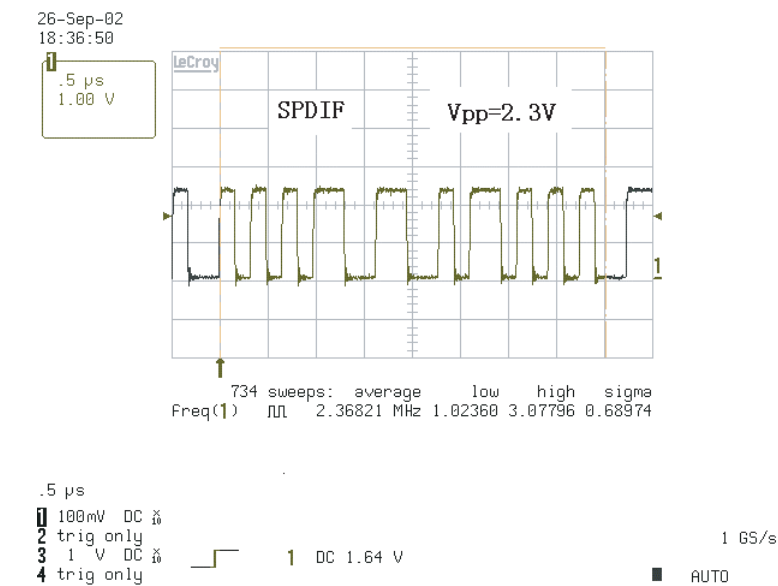 26-Sep-02
18:36:50
1
.5 µs
1.00 V
LeCroy
SPDIF
Vpp=2.3V
1
734 sweeps: average low high sigma
Freq(1) 2.36821 MHz 1.02360 3.07796 0.68974
.5 µs
1 100mV DC X10
2 trig only
3 1 V DC X10
4 trig only
1 DC 1.64 V
1 GS/s
AUTO